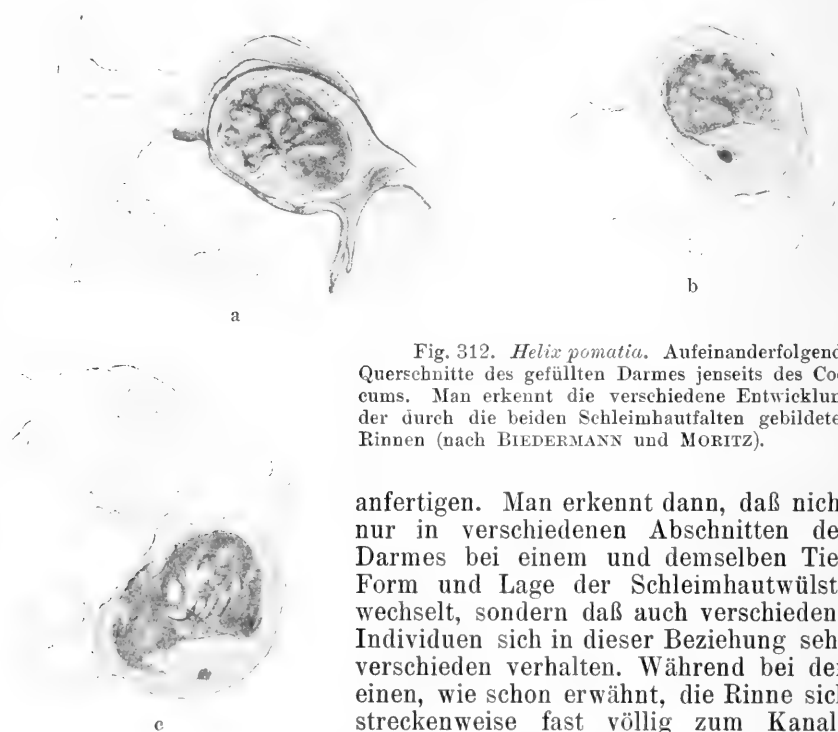 a
b
Fig. 312. Helix pomatia. Aufeinanderfolgend
Querschnitte des gefüllten Darmes jenseits des Coe
cums. Man erkennt die verschiedene Entwicklun
der durch die beiden Schleimhautfalten gebildete
Rinnen (nach BIEDERMANN und MORITZ).
anfertigen. Man erkennt dann, daß nich
nur in verschiedenen Abschnitten de
Darmes bei einem und demselben Tie
Form und Lage der Schleimhautwülst
wechselt, sondern daß auch verschieden
Individuen sich in dieser Beziehung seh
verschieden verhalten. Während bei de
einen, wie schon erwähnt, die Rinne sic
streckenweise fast völlig zum Kanal
c